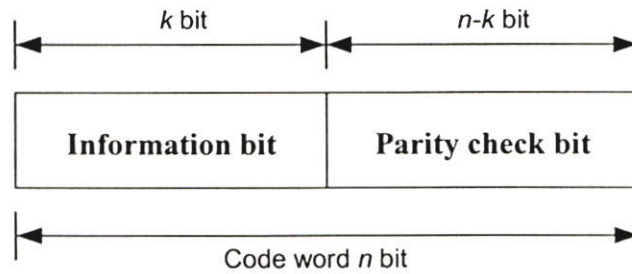 k bit n-k bit
Information bit Parity check bit
Code word n bit